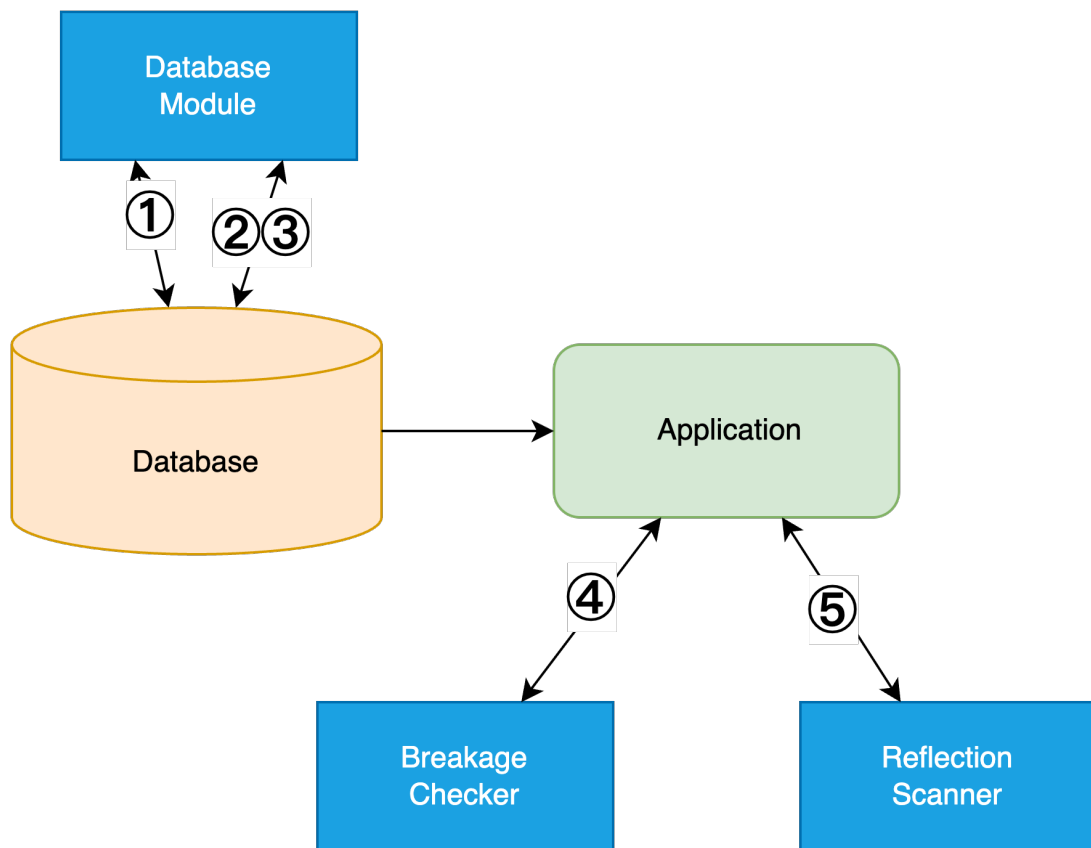 Database
Module
①
②③
Database
Application
④
⑤
Breakage
Checker
Reflection
Scanner